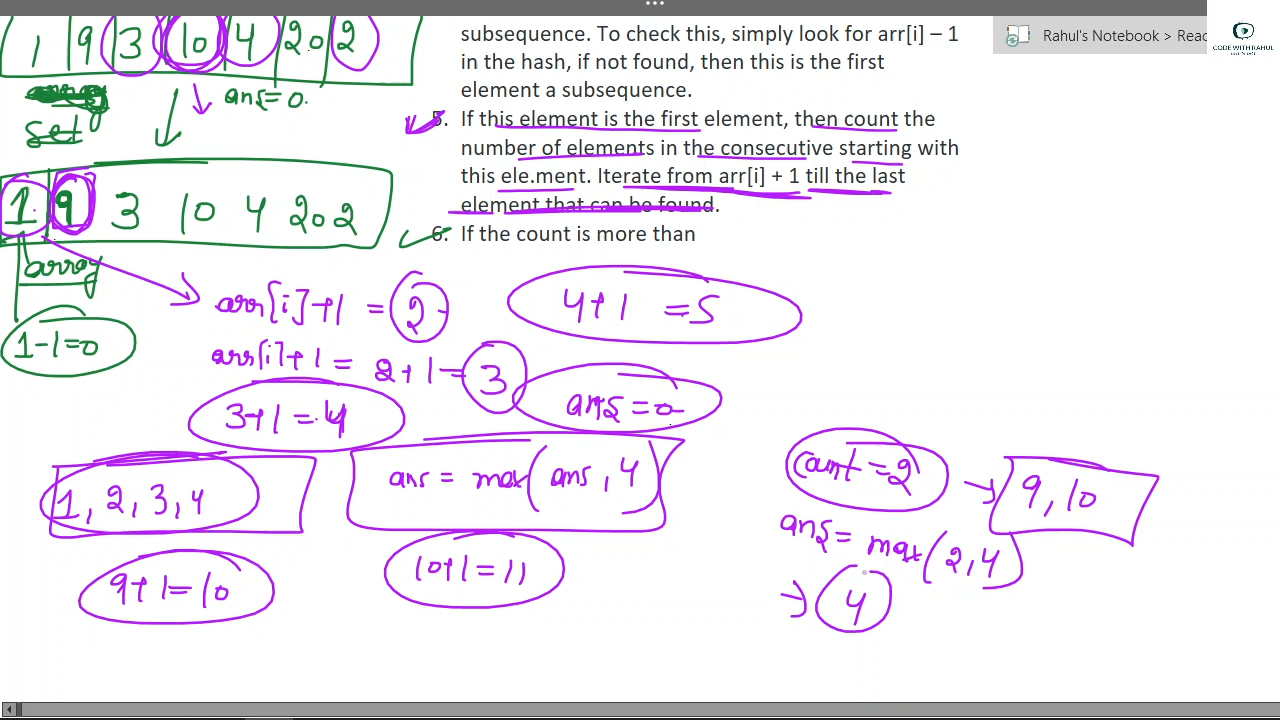 1 9 3 10 4 20 2
ans = 0.
set
1 9 3 10 4 20 2
array
1-1=0
subsequence. To check this, simply look for arr[i] – 1
in the hash, if not found, then this is the first
element a subsequence.
5. If this element is the first element, then count the
number of elements in the consecutive starting with
this ele.ment. Iterate from arr[i] + 1 till the last
element that can be found.
6. If the count is more than
Rahul's Notebook > Reac
CODE WITH RAHUL
arr[i]+1 = 2
4+1 = 5
arr[i]+1 = 2+1 = 3
ans = 0
3+1 = 4
1, 2, 3, 4
ans = max(ans, 4)
count = 2
→ 9, 10
9+1=10
10+1=11
ans = max(2,4)
→ 4